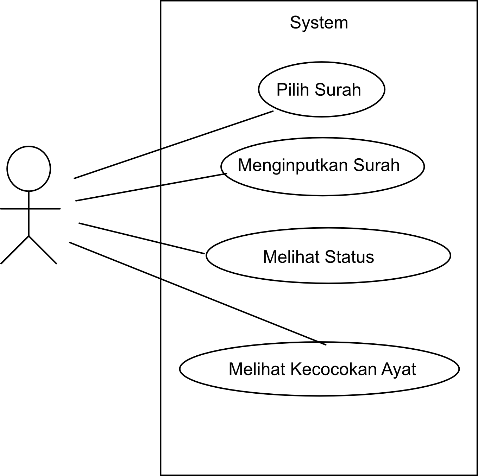 System
Pilih Surah
Menginputkan Surah
Melihat Status
Melihat Kecocokan Ayat